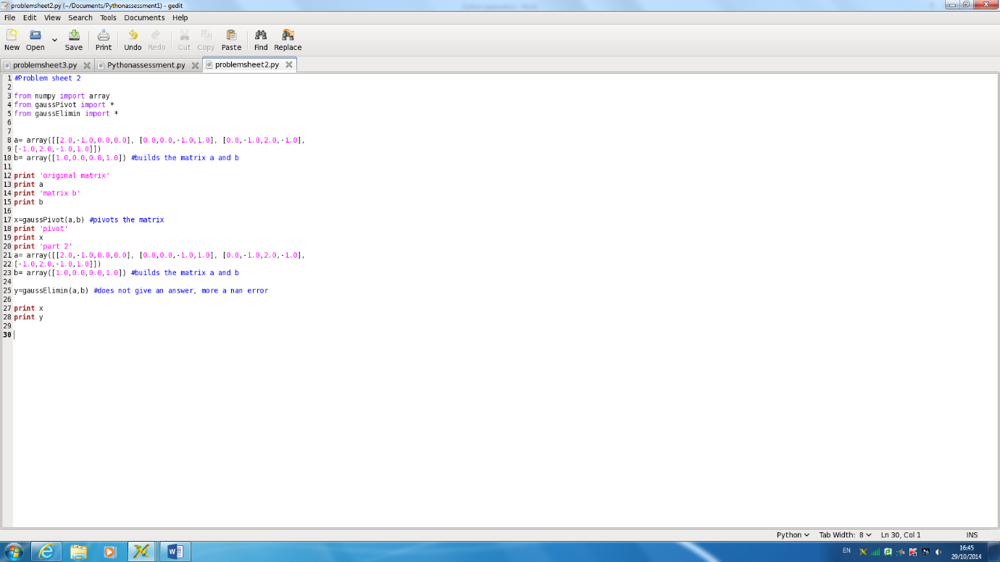 problemsheet2.py (~/Documents/Pythonassessment1) - gedit
File Edit View Search Tools Documents Help
New Open Save Print Undo Redo Cut Copy Paste Find Replace
problemsheet3.py Pythonassessment.py problemsheet2.py
1 #Problem sheet 2
2
3 from numpy import array
4 from gaussPivot import *
5 from gaussElimin import *
6
7
8 a= array([[2.0,-1.0,0.0,0.0], [0.0,0.0,-1.0,1.0], [0.0,-1.0,2.0,-1.0],
9 [-1.0,2.0,-1.0,1.0]])
10 b= array([1.0,0.0,0.0,1.0]) #builds the matrix a and b
11
12 print 'original matrix'
13 print a
14 print 'matrix b'
15 print b
16
17 x=gaussPivot(a,b) #pivots the matrix
18 print 'pivot'
19 print x
20 print 'part 2'
21 a= array([[2.0,-1.0,0.0,0.0], [0.0,0.0,-1.0,1.0], [0.0,-1.0,2.0,-1.0],
22 [-1.0,2.0,-1.0,1.0]])
23 b= array([1.0,0.0,0.0,1.0]) #builds the matrix a and b
24
25 y=gaussElimin(a,b) #does not give an answer, more a nan error
26
27 print x
28 print y
29
30
Python Tab Width: 8 Ln 30, Col 1 INS
EN 16:45
29/10/2014